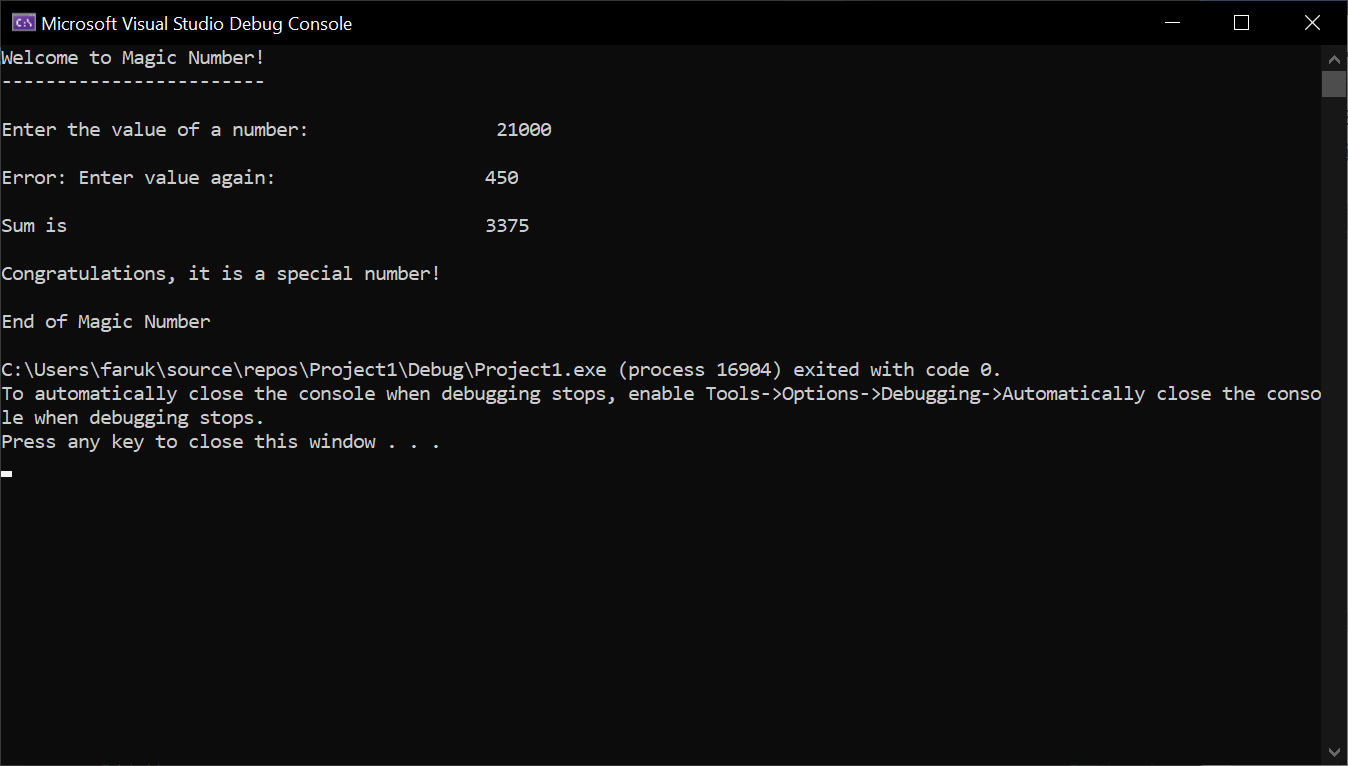 Microsoft Visual Studio Debug Console
Welcome to Magic Number!
------------------------
Enter the value of a number: 21000
Error: Enter value again: 450
Sum is 3375
Congratulations, it is a special number!
End of Magic Number
C:\Users\faruk\source\repos\Project1\Debug\Project1.exe (process 16904) exited with code 0.
To automatically close the console when debugging stops, enable Tools->Options->Debugging->Automatically close the conso
le when debugging stops.
Press any key to close this window . . .